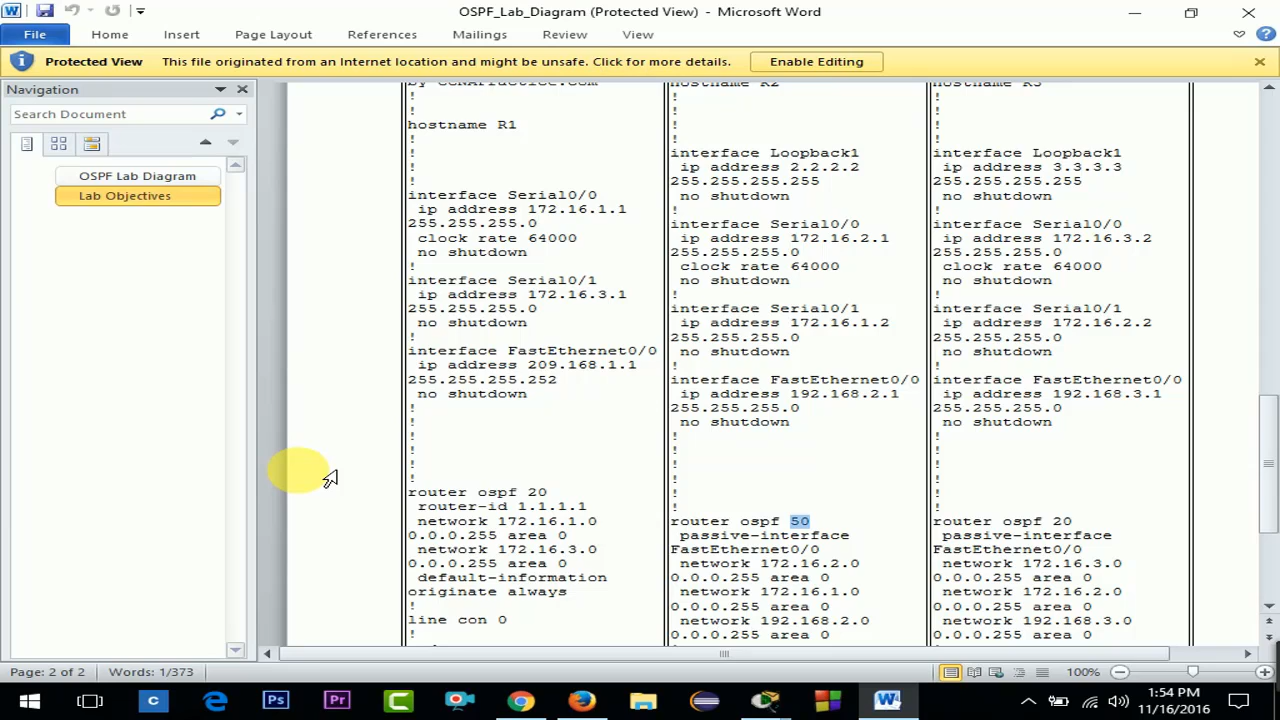 OSPF_Lab_Diagram (Protected View) - Microsoft Word
File Home Insert Page Layout References Mailings Review View
Protected View This file originated from an Internet location and might be unsafe. Click for more details. Enable Editing
Navigation
Search Document
OSPF Lab Diagram
Lab Objectives
!
!
hostname R1
!
!
!
!
interface Serial0/0
ip address 172.16.1.1
255.255.255.0
clock rate 64000
no shutdown
!
interface Serial0/1
ip address 172.16.3.1
255.255.255.0
no shutdown
!
interface FastEthernet0/0
ip address 209.168.1.1
255.255.255.252
no shutdown
!
!
!
!
!
!
router ospf 20
router-id 1.1.1.1
network 172.16.1.0
0.0.0.255 area 0
network 172.16.3.0
0.0.0.255 area 0
default-information
originate always
!
line con 0
!
hostname R2
!
!
!
!
interface Loopback1
ip address 2.2.2.2
255.255.255.255
no shutdown
!
interface Serial0/0
ip address 172.16.2.1
255.255.255.0
clock rate 64000
no shutdown
!
interface Serial0/1
ip address 172.16.1.2
255.255.255.0
no shutdown
!
interface FastEthernet0/0
ip address 192.168.2.1
255.255.255.0
no shutdown
!
!
!
!
!
!
router ospf 50
passive-interface
FastEthernet0/0
network 172.16.2.0
0.0.0.255 area 0
network 172.16.1.0
0.0.0.255 area 0
network 192.168.2.0
0.0.0.255 area 0
hostname R3
!
!
!
!
interface Loopback1
ip address 3.3.3.3
255.255.255.255
no shutdown
!
interface Serial0/0
ip address 172.16.3.2
255.255.255.0
clock rate 64000
no shutdown
!
interface Serial0/1
ip address 172.16.2.2
255.255.255.0
no shutdown
!
interface FastEthernet0/0
ip address 192.168.3.1
255.255.255.0
no shutdown
!
!
!
!
!
!
router ospf 20
passive-interface
FastEthernet0/0
network 172.16.3.0
0.0.0.255 area 0
network 172.16.2.0
0.0.0.255 area 0
network 192.168.3.0
0.0.0.255 area 0
Page: 2 of 2 Words: 1/373 100%
1:54 PM
11/16/2016